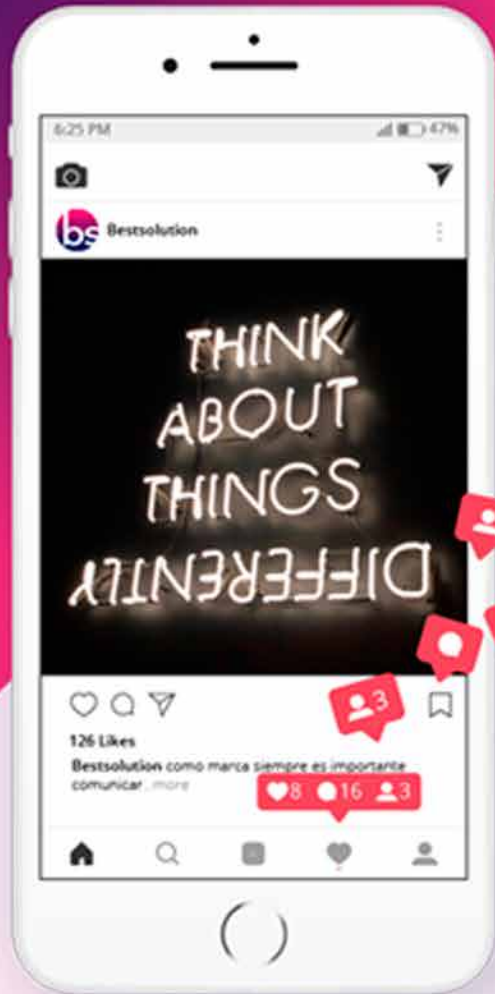 6:25 PM 47%
bs Bestsolution
THINK
ABOUT
THINGS
DIFFERENTLY
3
126 Likes
Bestsolution como marca siempre es importante
comunicar...more
8 16 3